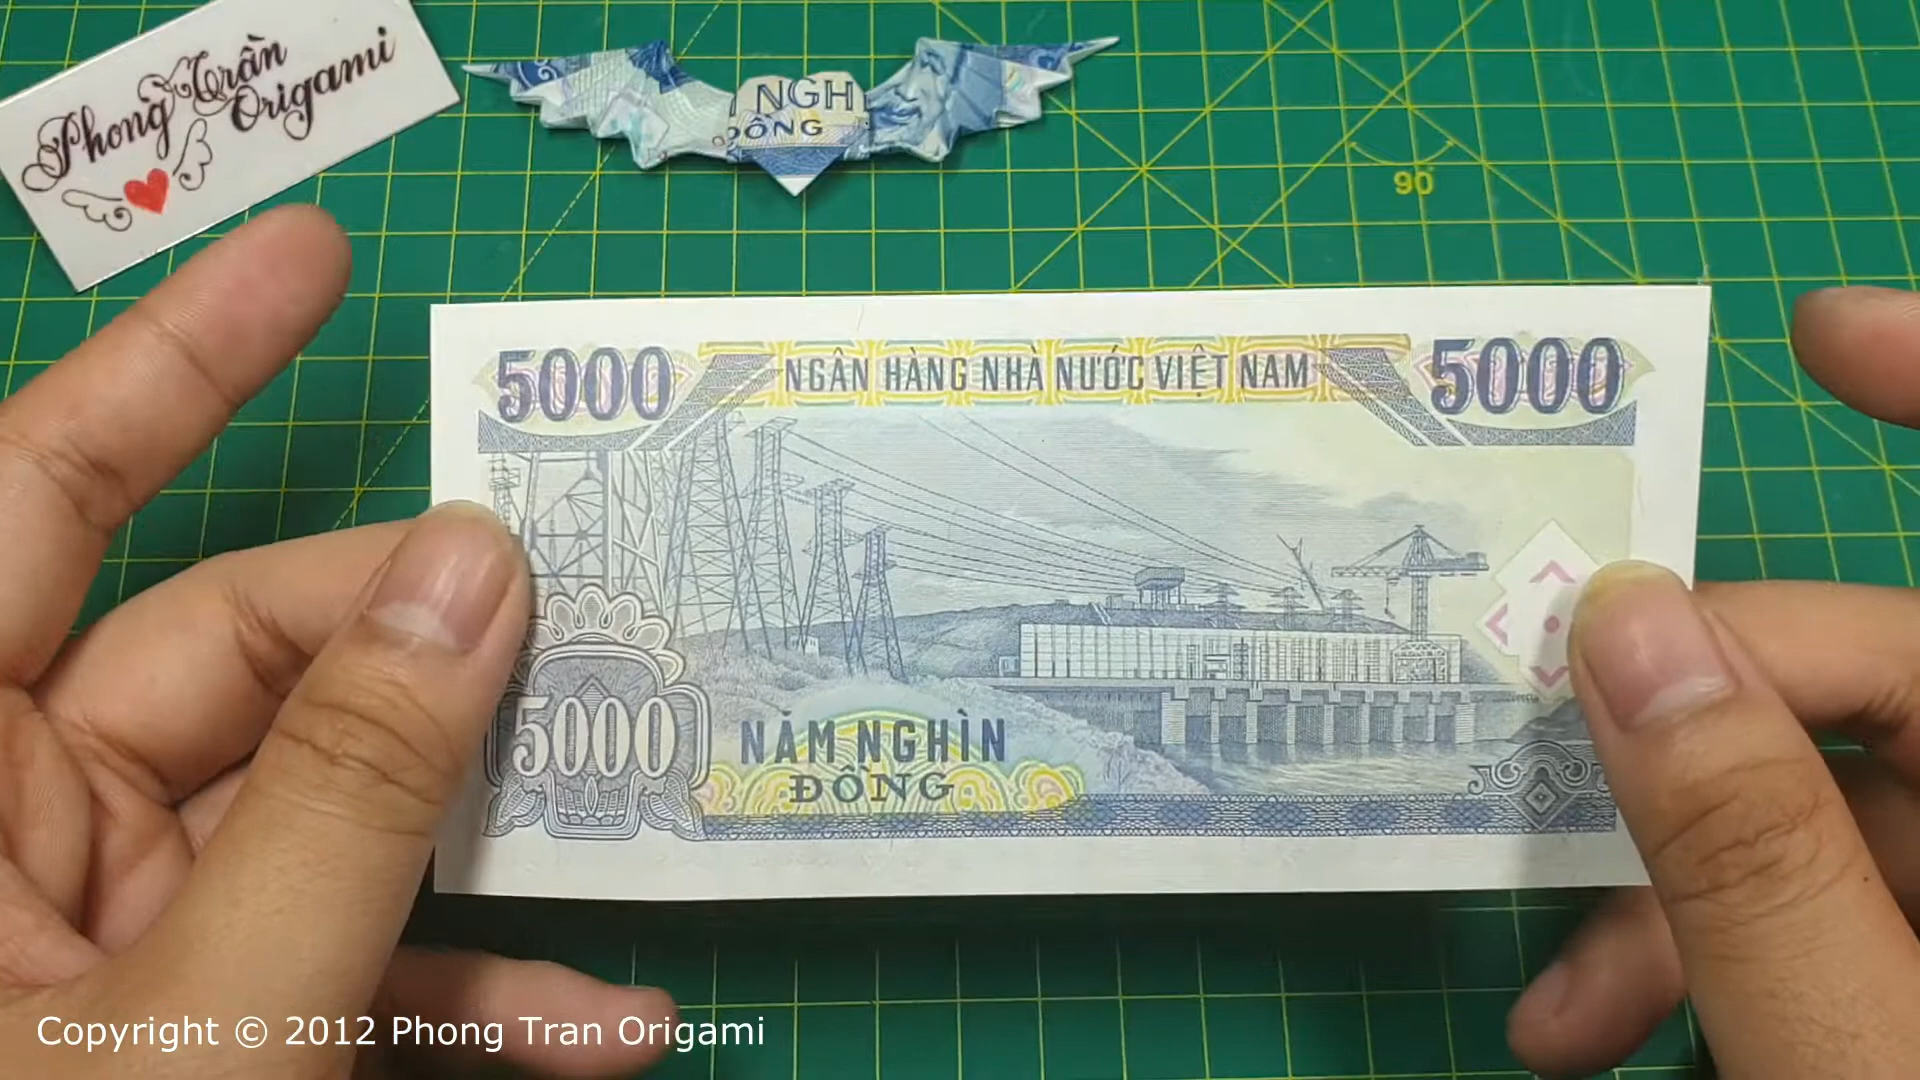 Phong Trần
Origami
NGH
ĐỒNG
90
5000
NGÂN HÀNG NHÀ NƯỚC VIỆT NAM
5000
5000
NĂM NGHÌN
ĐỒNG
Copyright © 2012 Phong Tran Origami